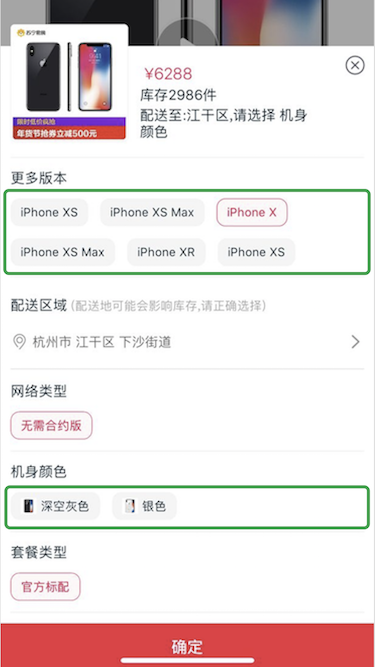 苏宁易购
限时低价疯抢
年货节抢券立减500元
¥6288
库存2986件
配送至:江干区,请选择 机身
颜色
更多版本
iPhone XS
iPhone XS Max
iPhone X
iPhone XS Max
iPhone XR
iPhone XS
配送区域 (配送地可能会影响库存,请正确选择)
杭州市 江干区 下沙街道
网络类型
无需合约版
机身颜色
深空灰色
银色
套餐类型
官方标配
确定